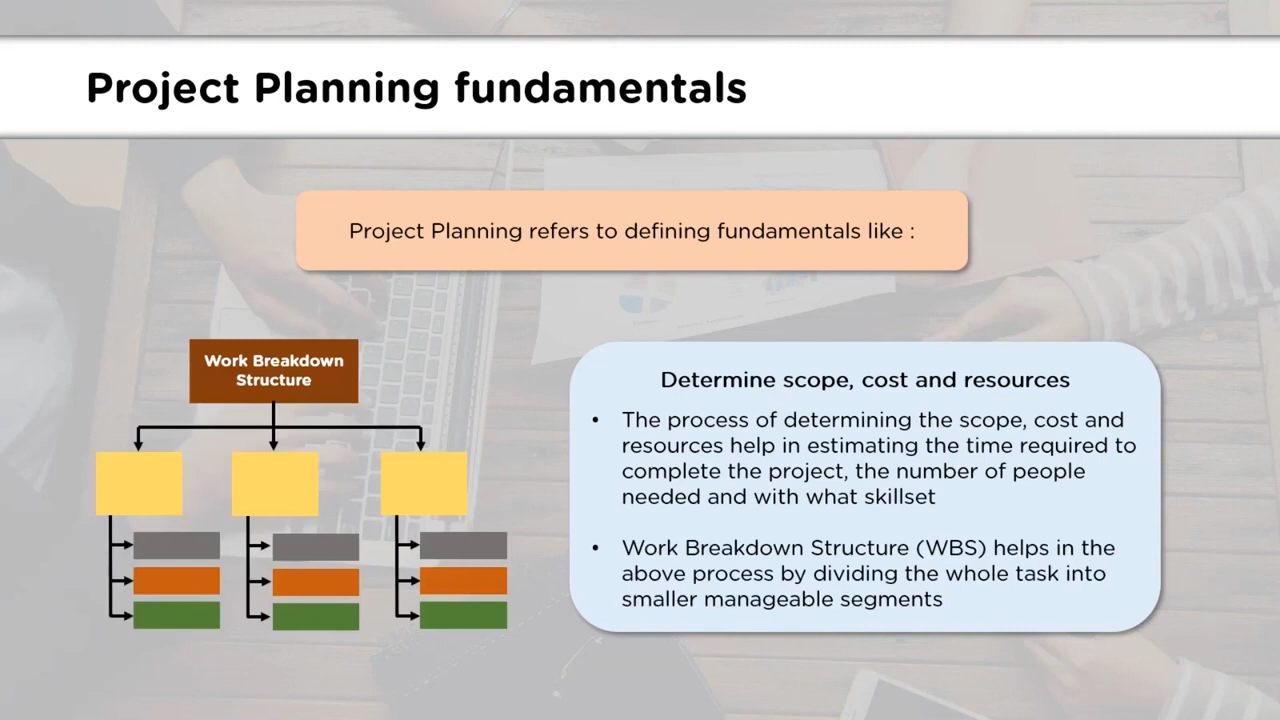 Project Planning fundamentals
Project Planning refers to defining fundamentals like :
Work Breakdown
Structure
Determine scope, cost and resources
• The process of determining the scope, cost and
resources help in estimating the time required to
complete the project, the number of people
needed and with what skillset
• Work Breakdown Structure (WBS) helps in the
above process by dividing the whole task into
smaller manageable segments